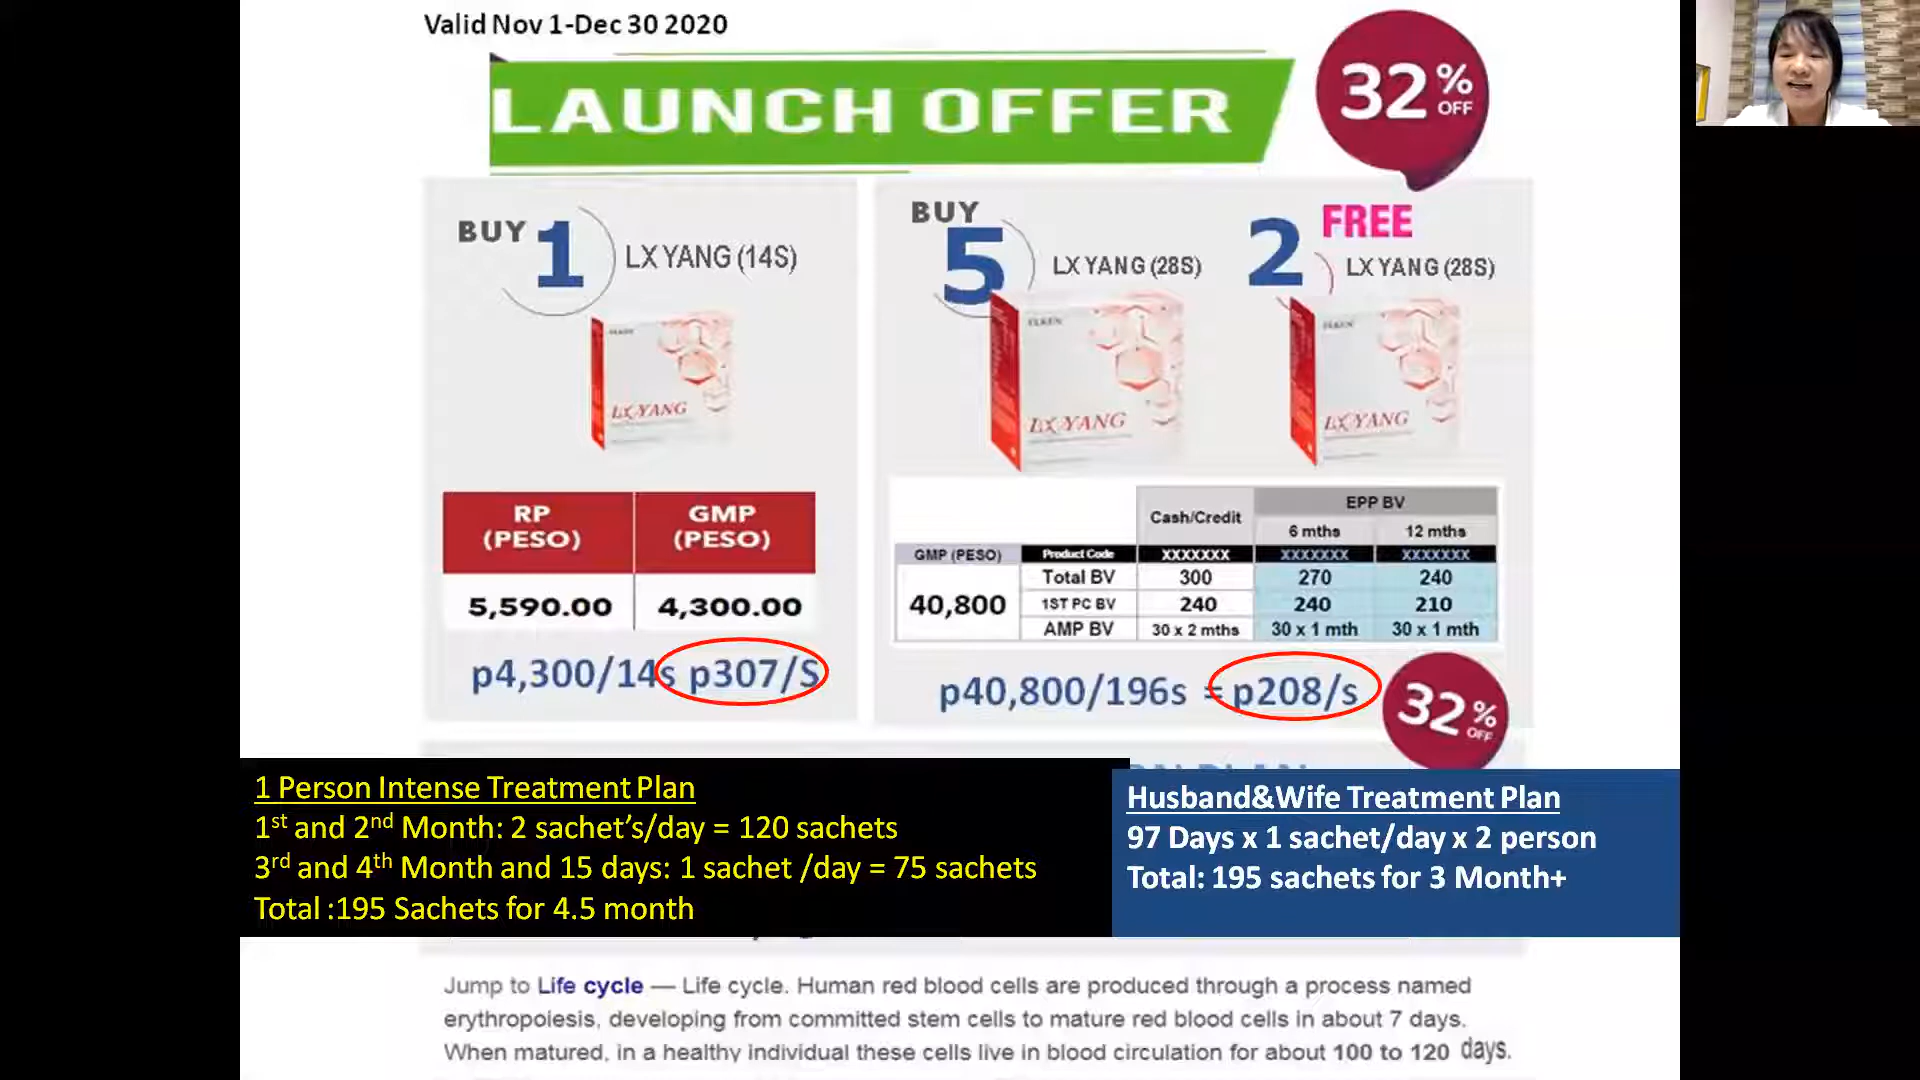 Valid Nov 1-Dec 30 2020
LAUNCH OFFER
32%
OFF
BUY 1 LX YANG (14S)
BUY 5 LX YANG (28S)
2 FREE LX YANG (28S)
ELKEN
LX YANG
ELKEN
LX YANG
ELKEN
LX YANG
RP (PESO) GMP (PESO)
5,590.00 4,300.00
p4,300/14s p307/S
Cash/Credit EPP BV
6 mths 12 mths
GMP (PESO) Product Code XXXXXXX XXXXXXX XXXXXXX
40,800 Total BV 300 270 240
1ST PC BV 240 240 210
AMP BV 30 x 2 mths 30 x 1 mth 30 x 1 mth
p40,800/196s = p208/s
32%
OFF
1 Person Intense Treatment Plan
1st and 2nd Month: 2 sachet's/day = 120 sachets
3rd and 4th Month and 15 days: 1 sachet /day = 75 sachets
Total :195 Sachets for 4.5 month
Husband&Wife Treatment Plan
97 Days x 1 sachet/day x 2 person
Total: 195 sachets for 3 Month+
Jump to Life cycle — Life cycle. Human red blood cells are produced through a process named
erythropoiesis, developing from committed stem cells to mature red blood cells in about 7 days.
When matured, in a healthy individual these cells live in blood circulation for about 100 to 120 days.